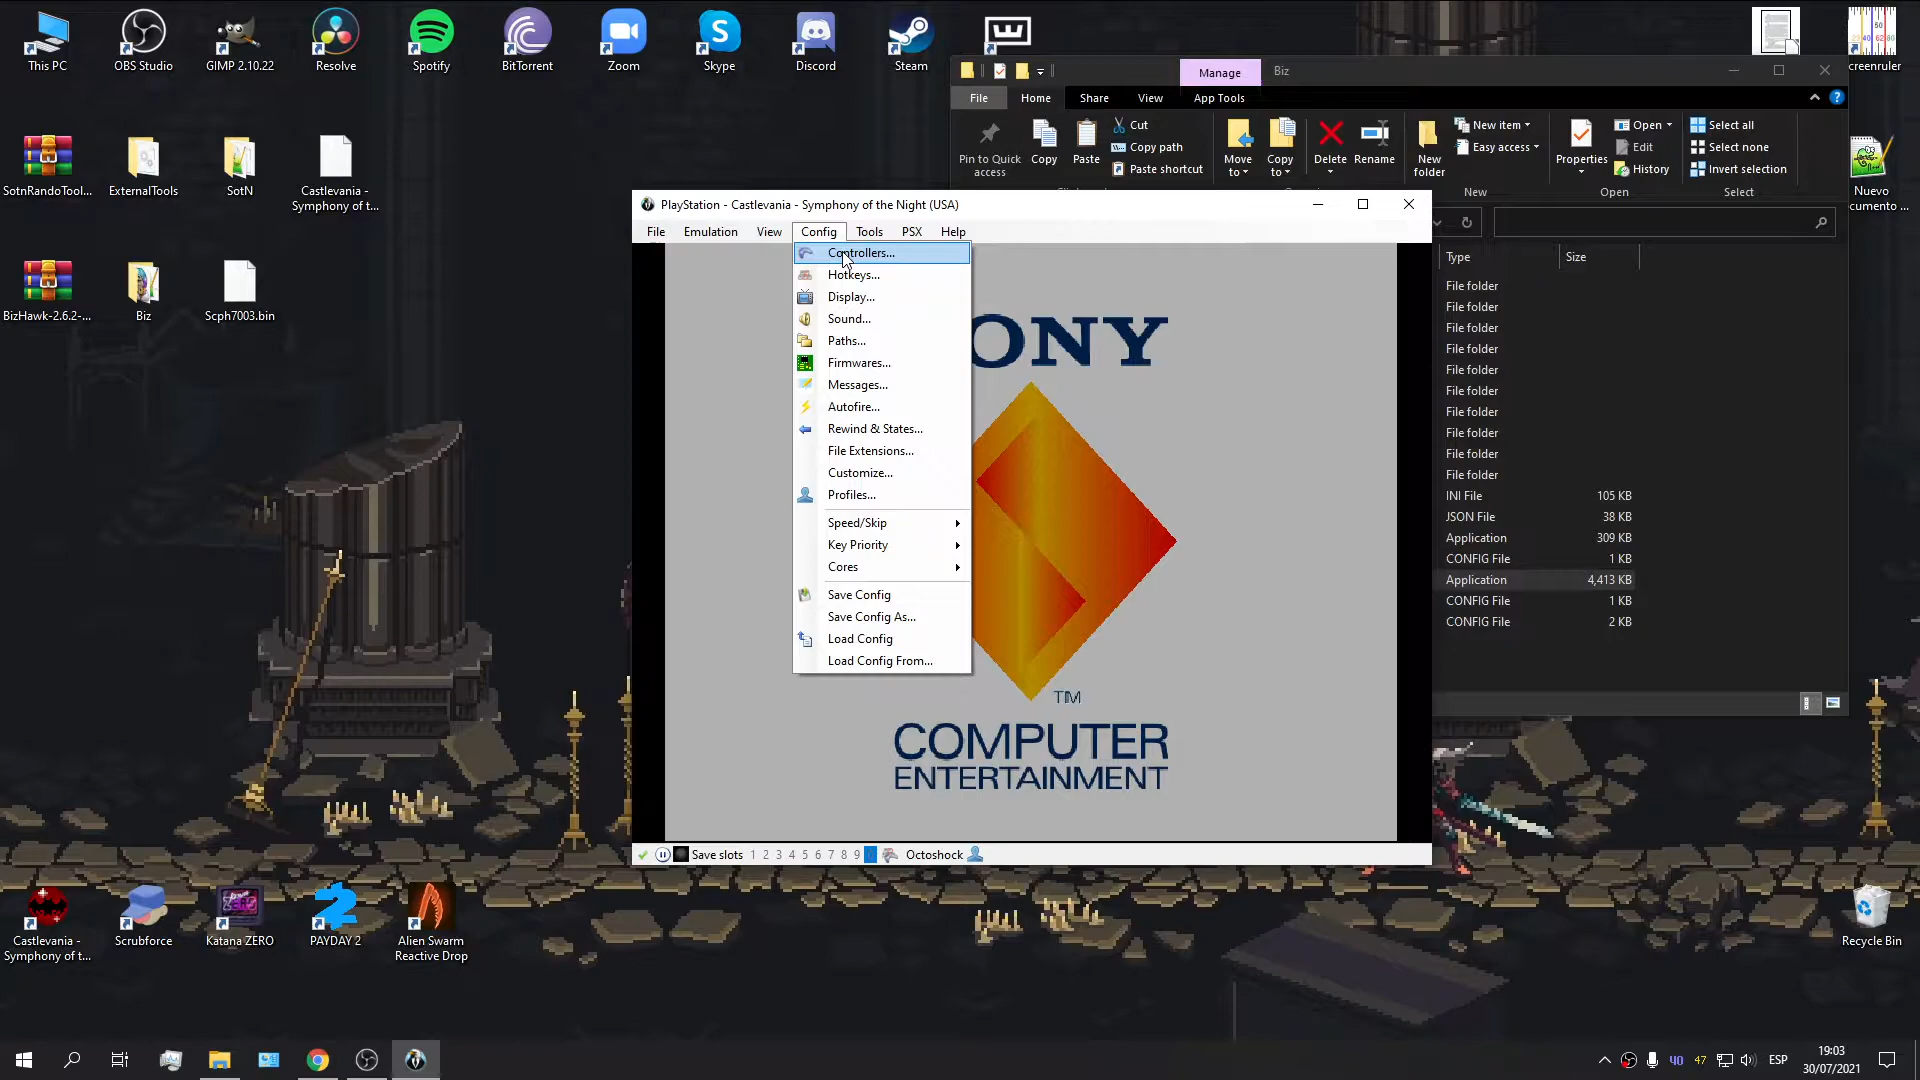 This PC
OBS Studio
GIMP 2.10.22
Resolve
Spotify
BitTorrent
Zoom
Skype
Discord
Steam
creenruler
SotnRandoTool...
ExternalTools
SotN
Castlevania -
Symphony of t...
BizHawk-2.6.2-...
Biz
Scph7003.bin
Nuevo
cumento ...
Manage
Biz
File
Home
Share
View
App Tools
Pin to Quick
access
Copy
Paste
Cut
Copy path
Paste shortcut
Move
to
Copy
to
Delete
Rename
New
folder
New item
Easy access
Properties
Open
Edit
History
Select all
Select none
Invert selection
New
Open
Select
Type
Size
File folder
File folder
File folder
File folder
File folder
File folder
File folder
File folder
File folder
File folder
INI File 105 KB
JSON File 38 KB
Application 309 KB
CONFIG File 1 KB
Application 4,413 KB
CONFIG File 1 KB
CONFIG File 2 KB
PlayStation - Castlevania - Symphony of the Night (USA)
File Emulation View Config Tools PSX Help
Controllers...
Hotkeys...
Display...
Sound...
Paths...
Firmwares...
Messages...
Autofire...
Rewind & States...
File Extensions...
Customize...
Profiles...
Speed/Skip
Key Priority
Cores
Save Config
Save Config As...
Load Config
Load Config From...
ONY
TM
COMPUTER
ENTERTAINMENT
Save slots 1 2 3 4 5 6 7 8 9
Octoshock
Castlevania -
Symphony of t...
Scrubforce
Katana ZERO
PAYDAY 2
Alien Swarm
Reactive Drop
Recycle Bin
40
47
ESP
19:03
30/07/2021